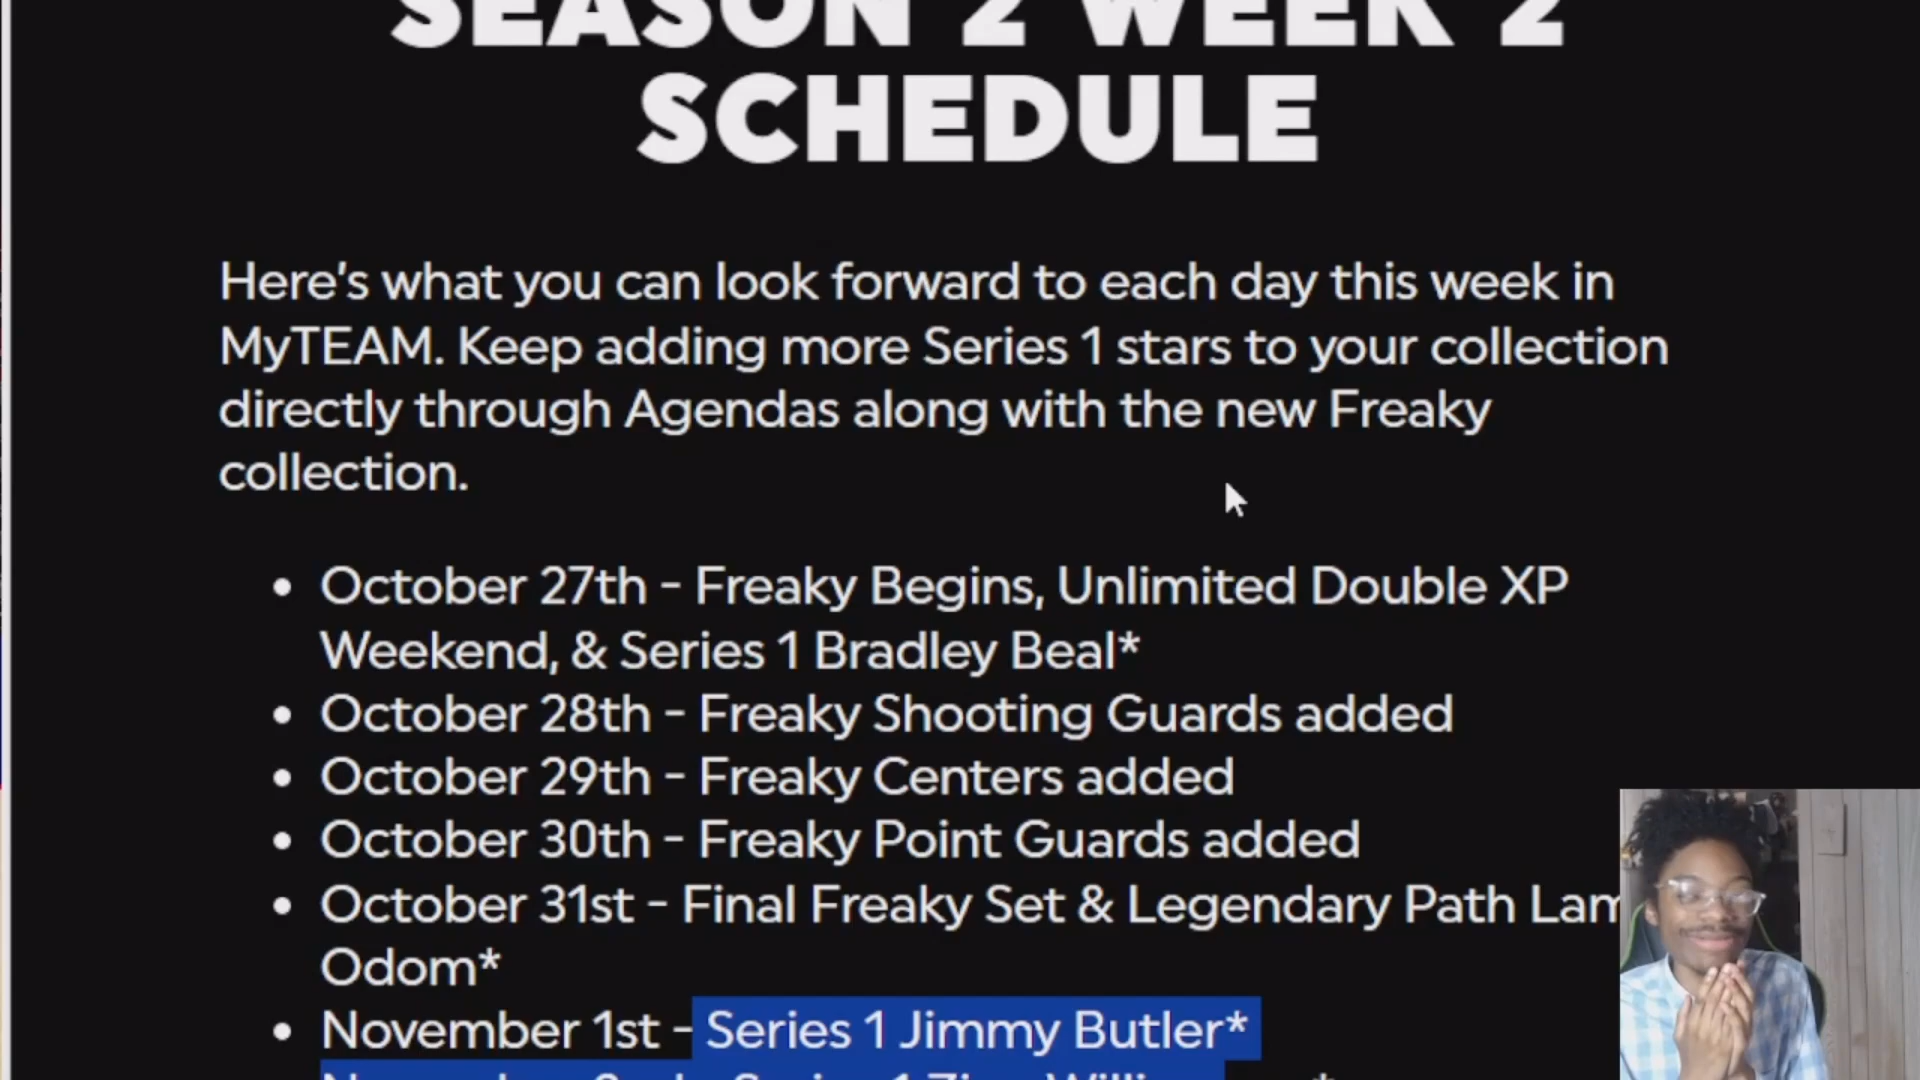 SEASON 2 WEEK 2
SCHEDULE
Here's what you can look forward to each day this week in
MyTEAM. Keep adding more Series 1 stars to your collection
directly through Agendas along with the new Freaky
collection.
• October 27th - Freaky Begins, Unlimited Double XP
Weekend, & Series 1 Bradley Beal*
• October 28th - Freaky Shooting Guards added
• October 29th - Freaky Centers added
• October 30th - Freaky Point Guards added
• October 31st - Final Freaky Set & Legendary Path Lam
Odom*
• November 1st - Series 1 Jimmy Butler*